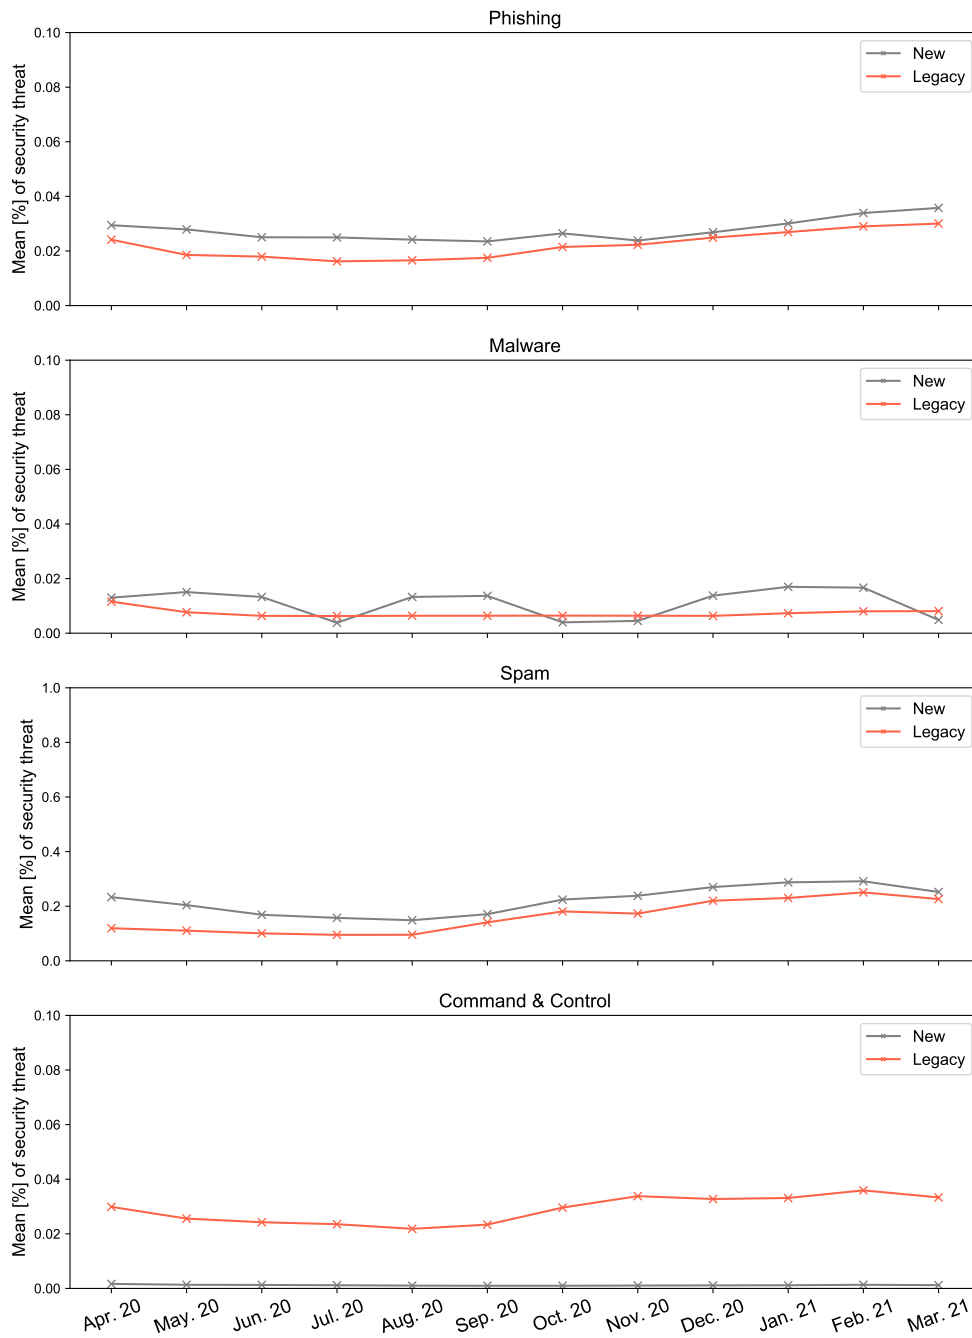 Phishing
Mean [%] of security threat
0.10
0.08
0.06
0.04
0.02
0.00
New
Legacy
Malware
Mean [%] of security threat
0.10
0.08
0.06
0.04
0.02
0.00
New
Legacy
Spam
Mean [%] of security threat
1.0
0.8
0.6
0.4
0.2
0.0
New
Legacy
Command & Control
Mean [%] of security threat
0.10
0.08
0.06
0.04
0.02
0.00
New
Legacy
Apr. 20 May. 20 Jun. 20 Jul. 20 Aug. 20 Sep. 20 Oct. 20 Nov. 20 Dec. 20 Jan. 21 Feb. 21 Mar. 21